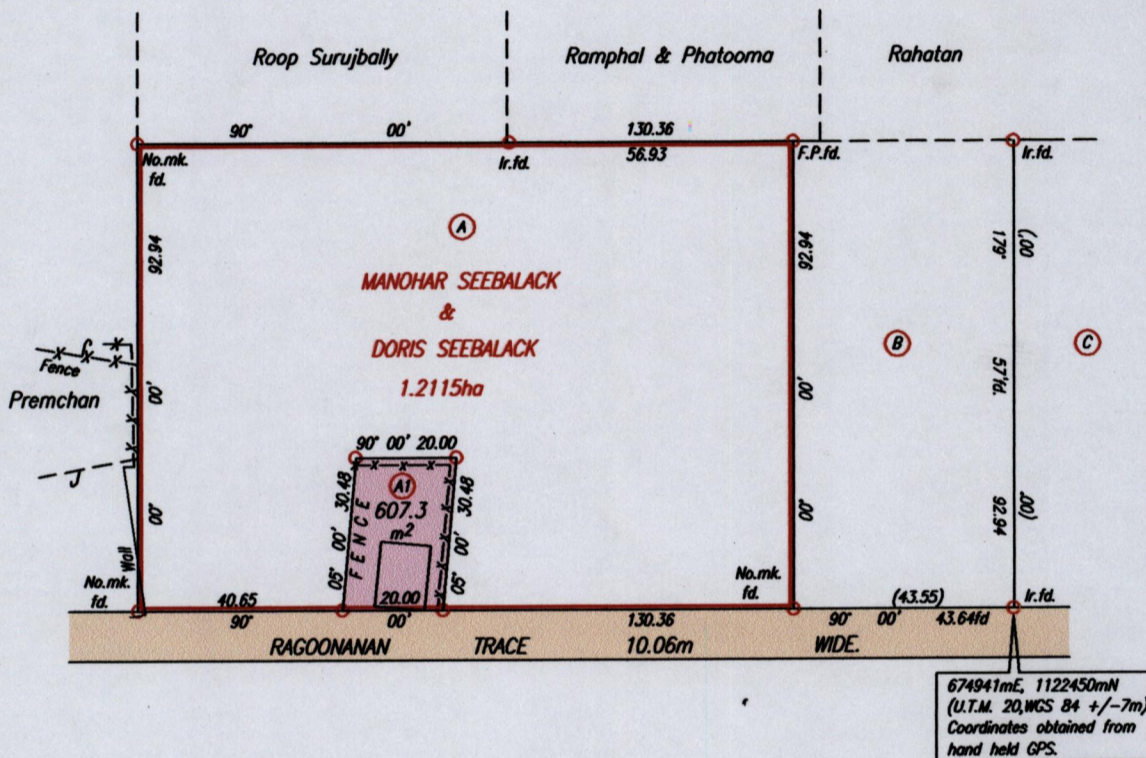 Roop Surujbally
Ramphal & Phatooma
Rahatan
90° 00' 130.36
No.mk. fd.
Ir.fd.
56.93
F.P.fd.
Ir.fd.
A
92.94
00'
00°
MANOHAR SEEBALACK
&
DORIS SEEBALACK
1.2115ha
92.94
00'
00°
B
179° 57'fd. 92.94
(,00 ,00)
C
Fence
Premchan
Wall
90° 00' 20.00
A1
607.3
m²
FENCE
05° 00' 30.48
05° 00' 30.48
20.00
No.mk. fd.
40.65
90° 00' 130.36
No.mk. fd.
(43.55)
90° 00' 43.64fd
Ir.fd.
RAGOONANAN TRACE 10.06m WIDE.
674941mE, 1122450mN
(U.T.M. 20,WGS 84 +/-7m)
Coordinates obtained from
hand held GPS.